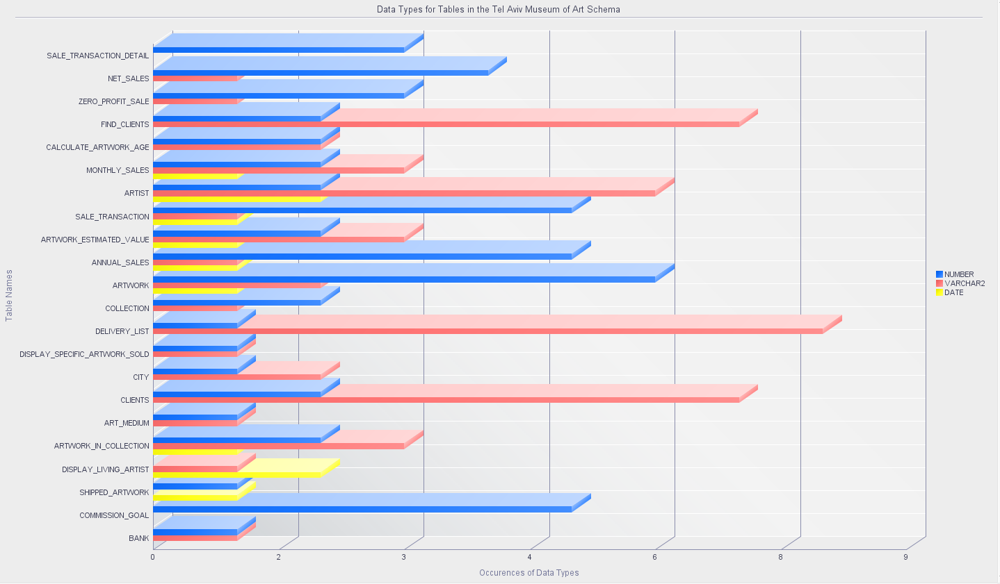 Data Types for Tables in the Tel Aviv Museum of Art Schema
SALE_TRANSACTION_DETAIL
NET_SALES
ZERO_PROFIT_SALE
FIND_CLIENTS
CALCULATE_ARTWORK_AGE
MONTHLY_SALES
ARTIST
SALE_TRANSACTION
ARTWORK_ESTIMATED_VALUE
ANNUAL_SALES
ARTWORK
COLLECTION
DELIVERY_LIST
DISPLAY_SPECIFIC_ARTWORK_SOLD
CITY
CLIENTS
ART_MEDIUM
ARTWORK_IN_COLLECTION
DISPLAY_LIVING_ARTIST
SHIPPED_ARTWORK
COMMISSION_GOAL
BANK
Table Names
0 2 3 4 6 8 9
Occurences of Data Types
NUMBER
VARCHAR2
DATE